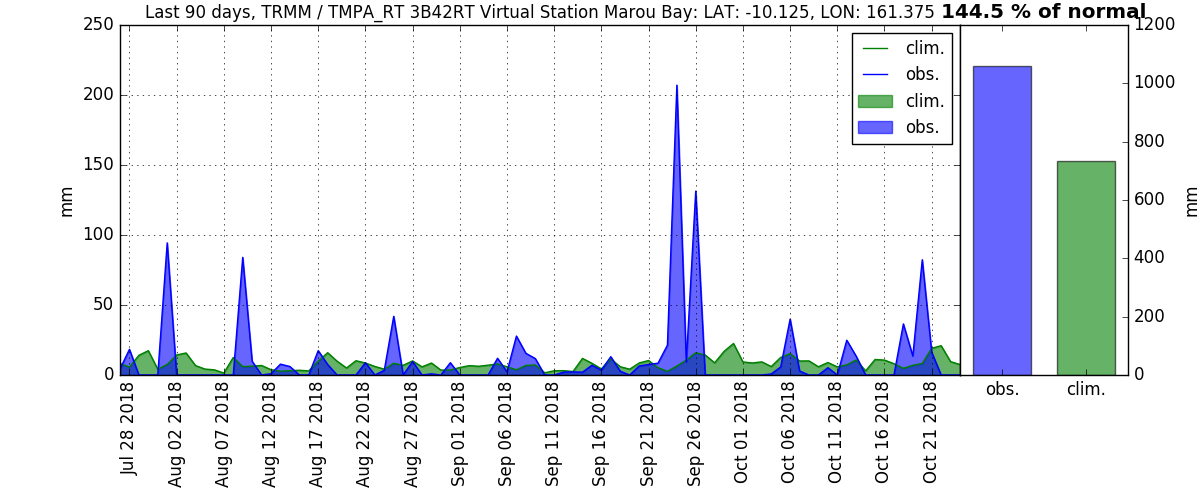 Last 90 days, TRMM / TMPA_RT 3B42RT Virtual Station Marou Bay: LAT: -10.125, LON: 161.375 144.5 % of normal
250
200
150
100
50
0
mm
clim.
obs.
clim.
obs.
1200
1000
800
600
400
200
0
mm
Jul 28 2018
Aug 02 2018
Aug 07 2018
Aug 12 2018
Aug 17 2018
Aug 22 2018
Aug 27 2018
Sep 01 2018
Sep 06 2018
Sep 11 2018
Sep 16 2018
Sep 21 2018
Sep 26 2018
Oct 01 2018
Oct 06 2018
Oct 11 2018
Oct 16 2018
Oct 21 2018
obs.
clim.